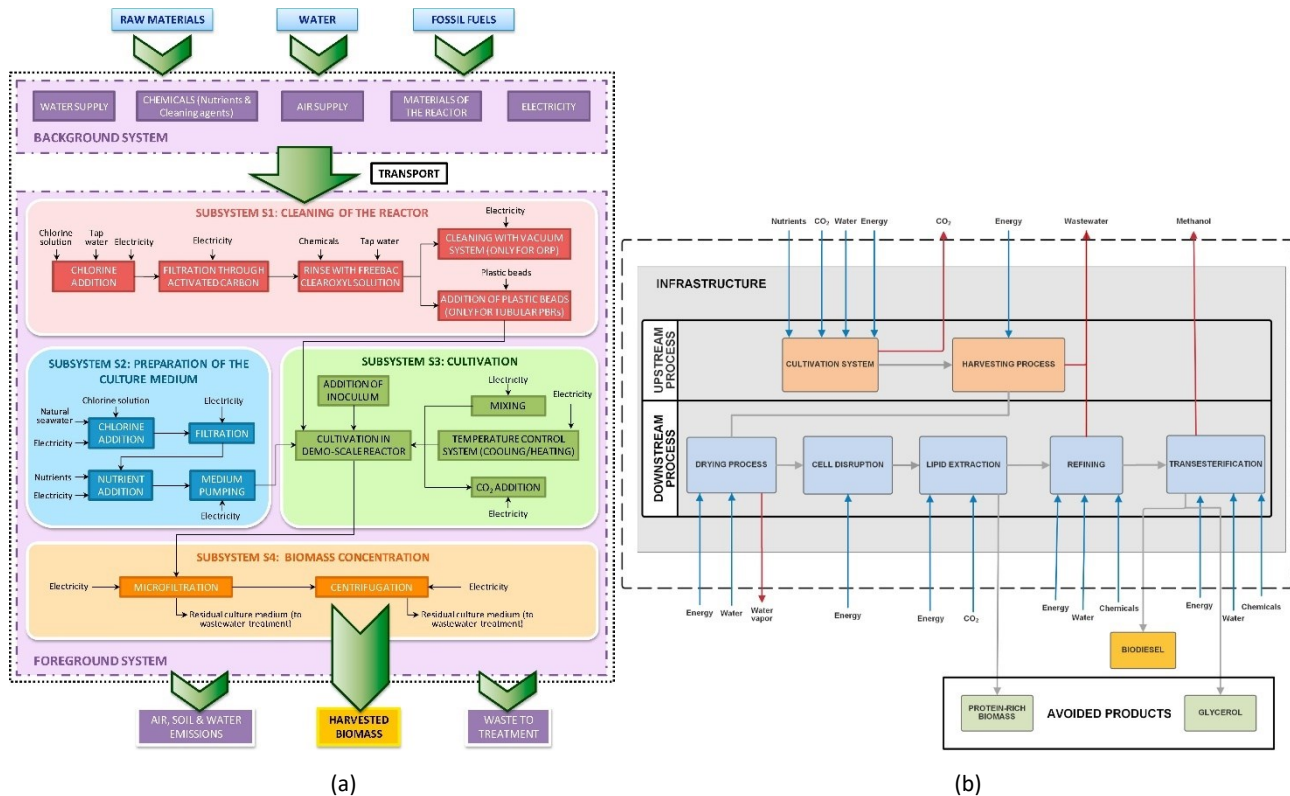 RAW MATERIALS
WATER
FOSSIL FUELS
WATER SUPPLY
CHEMICALS (Nutrients &
Cleaning agents)
AIR SUPPLY
MATERIALS OF
THE REACTOR
ELECTRICITY
BACKGROUND SYSTEM
TRANSPORT
SUBSYSTEM S1: CLEANING OF THE REACTOR
Chlorine
solution
Tap
water
Electricity
CHLORINE
ADDITION
Electricity
FILTRATION THROUGH
ACTIVATED CARBON
Chemicals
Tap water
RINSE WITH FREEBAC
CLEAROXYL SOLUTION
Electricity
CLEANING WITH VACUUM
SYSTEM (ONLY FOR ORP)
Plastic beads
ADDITION OF PLASTIC BEADS
(ONLY FOR TUBULAR PBRs)
SUBSYSTEM S2: PREPARATION OF THE
CULTURE MEDIUM
Chlorine solution
Natural
seawater
Electricity
CHLORINE
ADDITION
Electricity
FILTRATION
Nutrients
Electricity
NUTRIENT
ADDITION
MEDIUM
PUMPING
Electricity
SUBSYSTEM S3: CULTIVATION
ADDITION OF
INOCULUM
Electricity
MIXING
Electricity
CULTIVATION IN
DEMO-SCALE REACTOR
TEMPERATURE CONTROL
SYSTEM (COOLING/HEATING)
CO2 ADDITION
Electricity
SUBSYSTEM S4: BIOMASS CONCENTRATION
Electricity
MICROFILTRATION
CENTRIFUGATION
Electricity
Residual culture medium (to
wastewater treatment)
Residual culture medium (to
wastewater treatment)
FOREGROUND SYSTEM
AIR, SOIL & WATER
EMISSIONS
HARVESTED
BIOMASS
WASTE TO
TREATMENT
(a)
Nutrients
CO2
Water
Energy
CO2
Energy
Wastewater
Methanol
INFRASTRUCTURE
UPSTREAM
PROCESS
CULTIVATION SYSTEM
HARVESTING PROCESS
DOWNSTREAM
PROCESS
DRYING PROCESS
CELL DISRUPTION
LIPID EXTRACTION
REFINING
TRANSESTERIFICATION
Energy
Water
Water
vapor
Energy
Energy
CO2
Energy
Water
Chemicals
Energy
Water
Chemicals
BIODIESEL
PROTEIN-RICH
BIOMASS
AVOIDED PRODUCTS
GLYCEROL
(b)